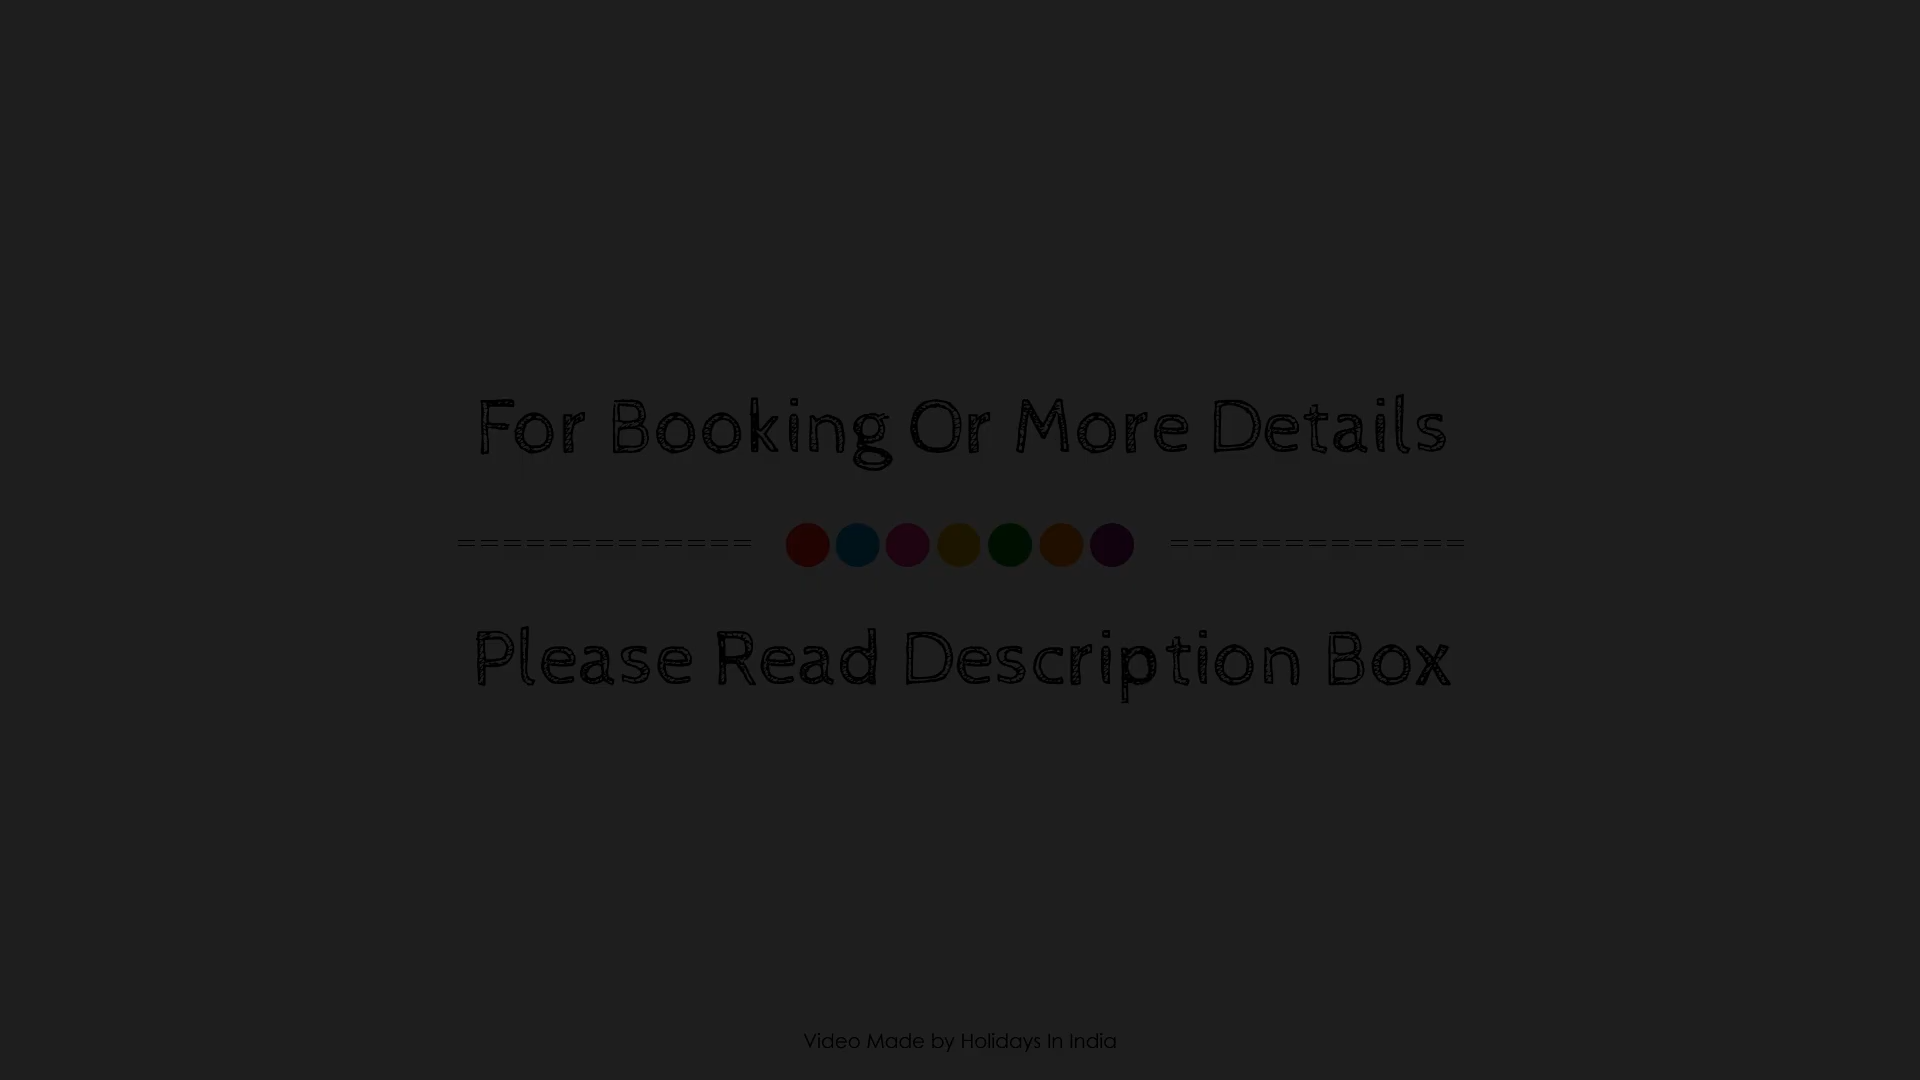 For Booking Or More Details
============= =============
Please Read Description Box
Video Made by Holidays In India